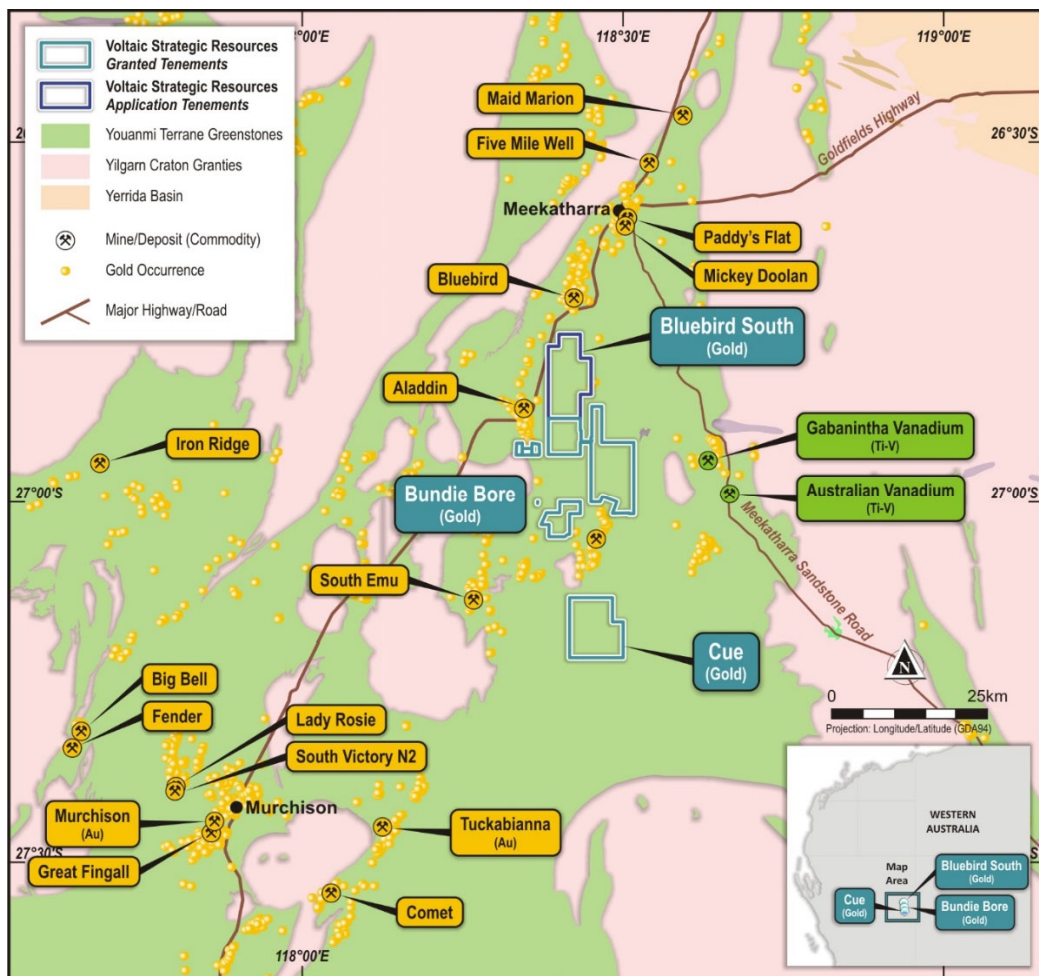 118°00'E
118°30'E
119°00'E
Voltaic Strategic Resources
Granted Tenements
Voltaic Strategic Resources
Application Tenements
Youanmi Terrane Greenstones
Yilgarn Craton Granties
Yerrida Basin
Mine/Deposit (Commodity)
Gold Occurrence
Major Highway/Road
26°30'S
Maid Marion
Five Mile Well
Goldfields Highway
Meekatharra
Paddy's Flat
Mickey Doolan
Bluebird
Bluebird South
(Gold)
Aladdin
Iron Ridge
Gabanintha Vanadium
(Ti-V)
Bundie Bore
(Gold)
Australian Vanadium
(Ti-V)
27°00'S
27°00'S
Meekatharra Sandstone Road
South Emu
Cue
(Gold)
N
Big Bell
Fender
Lady Rosie
South Victory N2
0 25km
Projection: Longitude/Latitude (GDA94)
Murchison
Murchison
(Au)
Tuckabianna
(Au)
Great Fingall
27°30'S
Comet
118°00'E
WESTERN
AUSTRALIA
Map
Area
Bluebird South
(Gold)
Cue
(Gold)
Bundie Bore
(Gold)